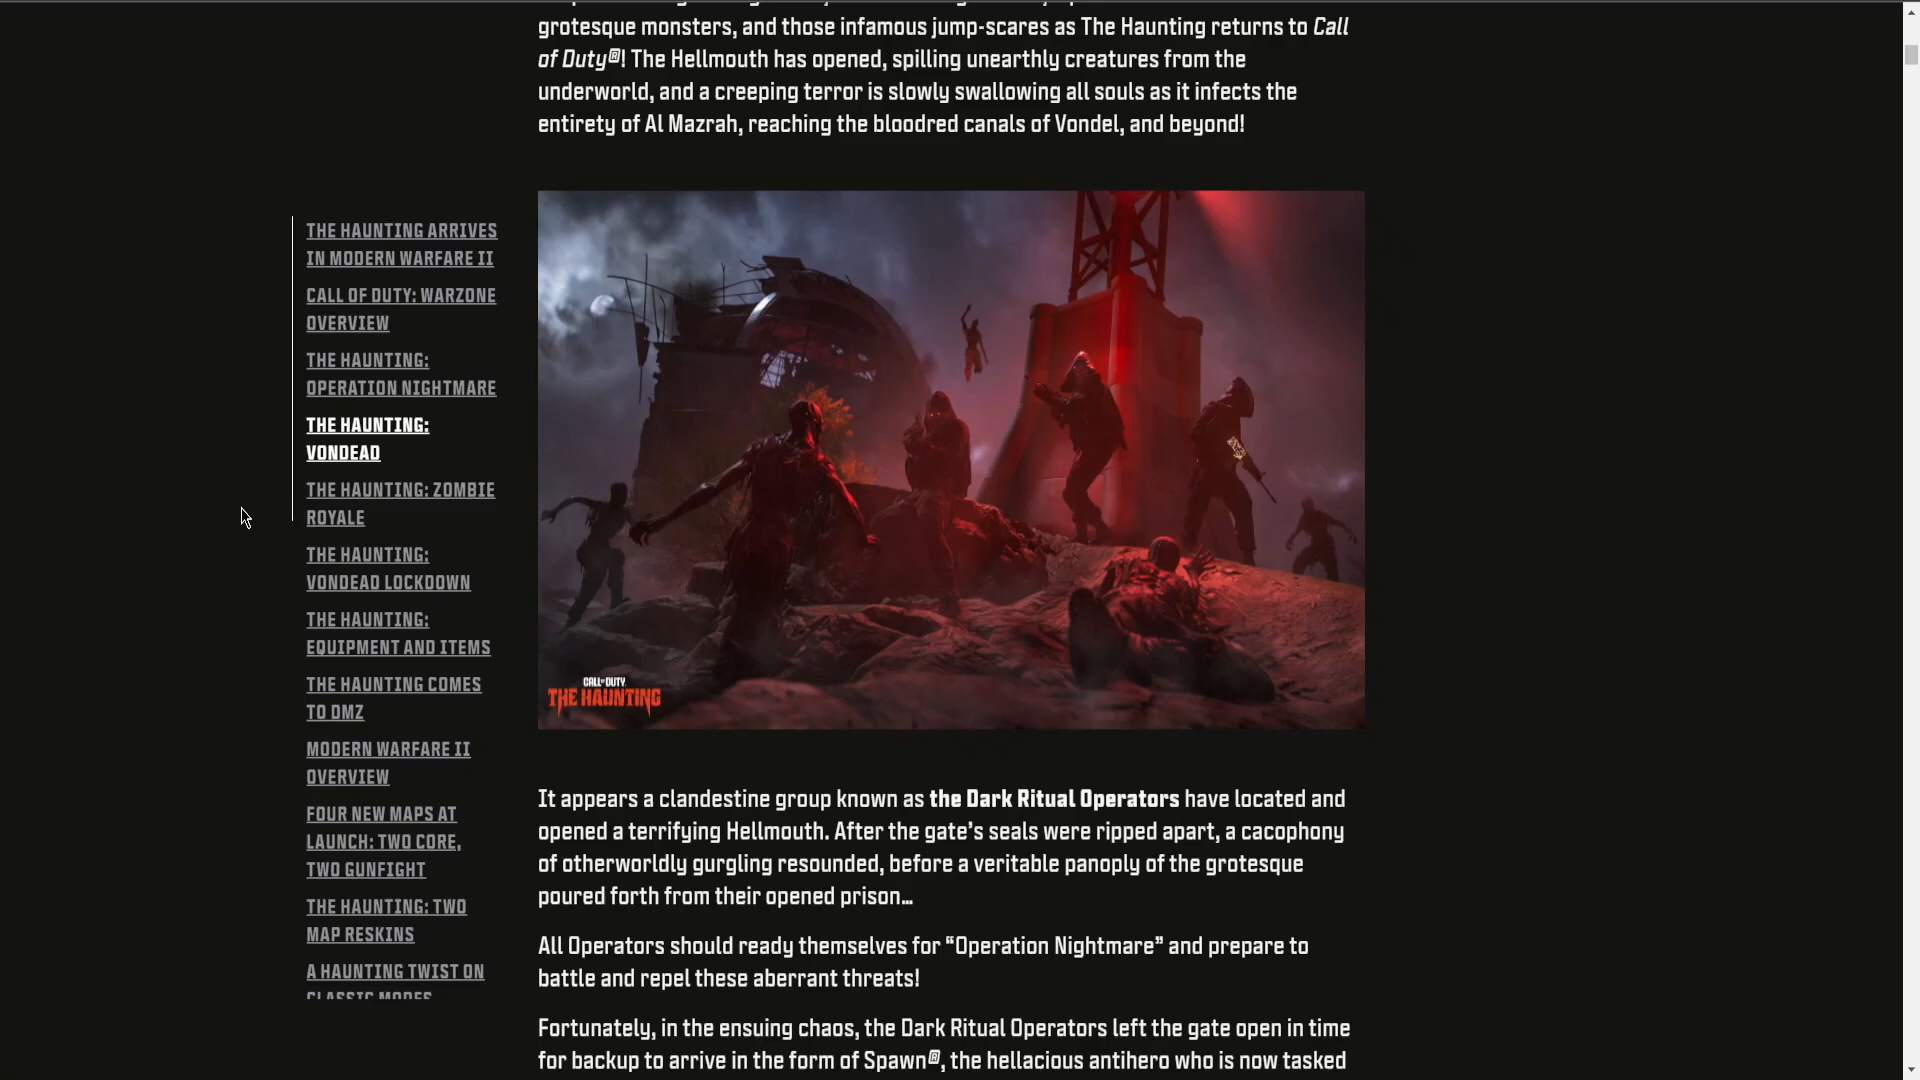 grotesque monsters, and those infamous jump-scares as The Haunting returns to Call
of Duty®! The Hellmouth has opened, spilling unearthly creatures from the
underworld, and a creeping terror is slowly swallowing all souls as it infects the
entirety of Al Mazrah, reaching the bloodred canals of Vondel, and beyond!
THE HAUNTING ARRIVES
IN MODERN WARFARE II
CALL OF DUTY: WARZONE
OVERVIEW
THE HAUNTING:
OPERATION NIGHTMARE
THE HAUNTING:
VONDEAD
THE HAUNTING: ZOMBIE
ROYALE
THE HAUNTING:
VONDEAD LOCKDOWN
THE HAUNTING:
EQUIPMENT AND ITEMS
THE HAUNTING COMES
TO DMZ
MODERN WARFARE II
OVERVIEW
FOUR NEW MAPS AT
LAUNCH: TWO CORE,
TWO GUNFIGHT
THE HAUNTING: TWO
MAP RESKINS
A HAUNTING TWIST ON
CLASSIC MODES
CALL OF DUTY
THE HAUNTING
It appears a clandestine group known as the Dark Ritual Operators have located and
opened a terrifying Hellmouth. After the gate’s seals were ripped apart, a cacophony
of otherworldly gurgling resounded, before a veritable panoply of the grotesque
poured forth from their opened prison…
All Operators should ready themselves for “Operation Nightmare” and prepare to
battle and repel these aberrant threats!
Fortunately, in the ensuing chaos, the Dark Ritual Operators left the gate open in time
for backup to arrive in the form of Spawn®, the hellacious antihero who is now tasked